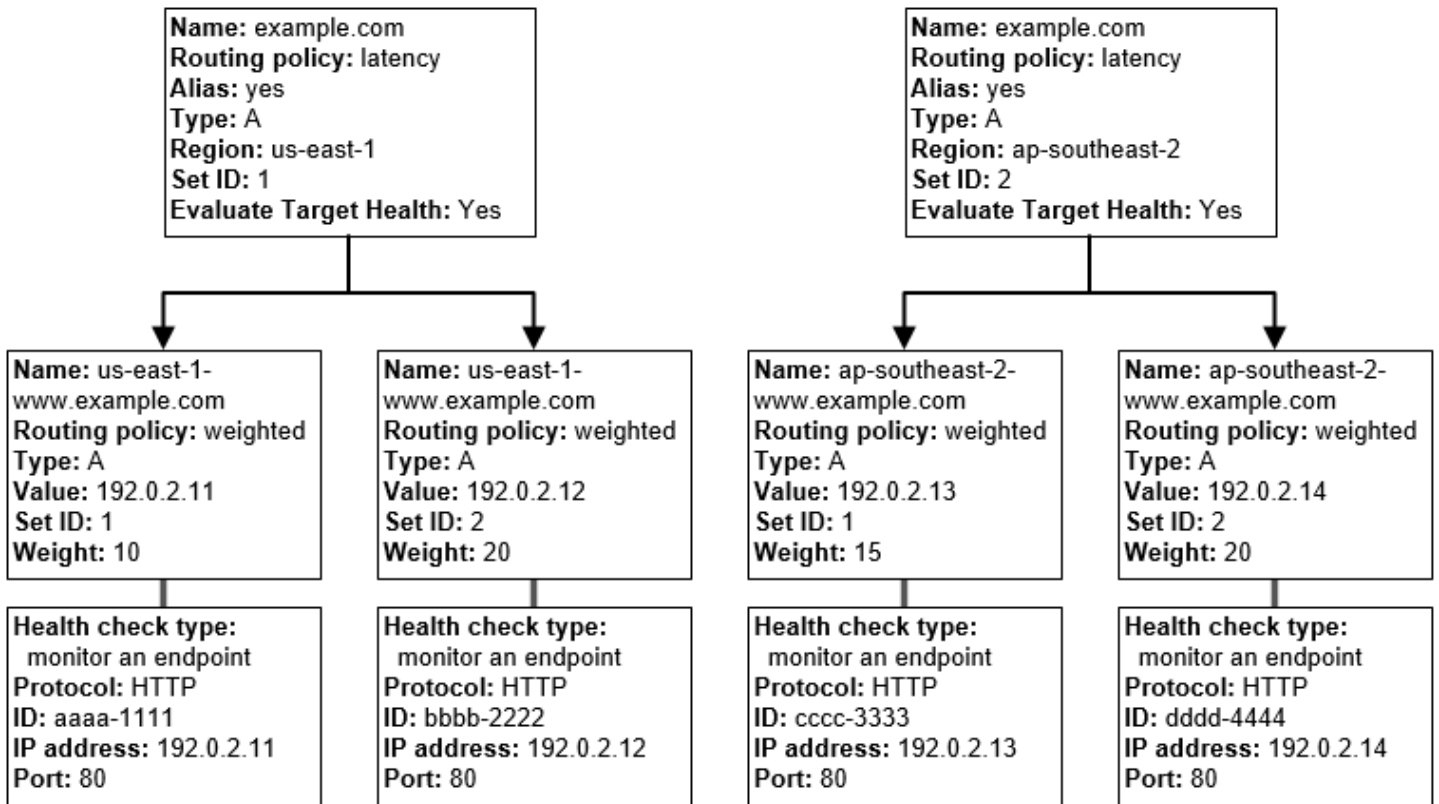 Name: example.com
Routing policy: latency
Alias: yes
Type: A
Region: us-east-1
Set ID: 1
Evaluate Target Health: Yes
Name: example.com
Routing policy: latency
Alias: yes
Type: A
Region: ap-southeast-2
Set ID: 2
Evaluate Target Health: Yes
Name: us-east-1-
www.example.com
Routing policy: weighted
Type: A
Value: 192.0.2.11
Set ID: 1
Weight: 10
Name: us-east-1-
www.example.com
Routing policy: weighted
Type: A
Value: 192.0.2.12
Set ID: 2
Weight: 20
Name: ap-southeast-2-
www.example.com
Routing policy: weighted
Type: A
Value: 192.0.2.13
Set ID: 1
Weight: 15
Name: ap-southeast-2-
www.example.com
Routing policy: weighted
Type: A
Value: 192.0.2.14
Set ID: 2
Weight: 20
Health check type:
monitor an endpoint
Protocol: HTTP
ID: aaaa-1111
IP address: 192.0.2.11
Port: 80
Health check type:
monitor an endpoint
Protocol: HTTP
ID: bbbb-2222
IP address: 192.0.2.12
Port: 80
Health check type:
monitor an endpoint
Protocol: HTTP
ID: cccc-3333
IP address: 192.0.2.13
Port: 80
Health check type:
monitor an endpoint
Protocol: HTTP
ID: dddd-4444
IP address: 192.0.2.14
Port: 80